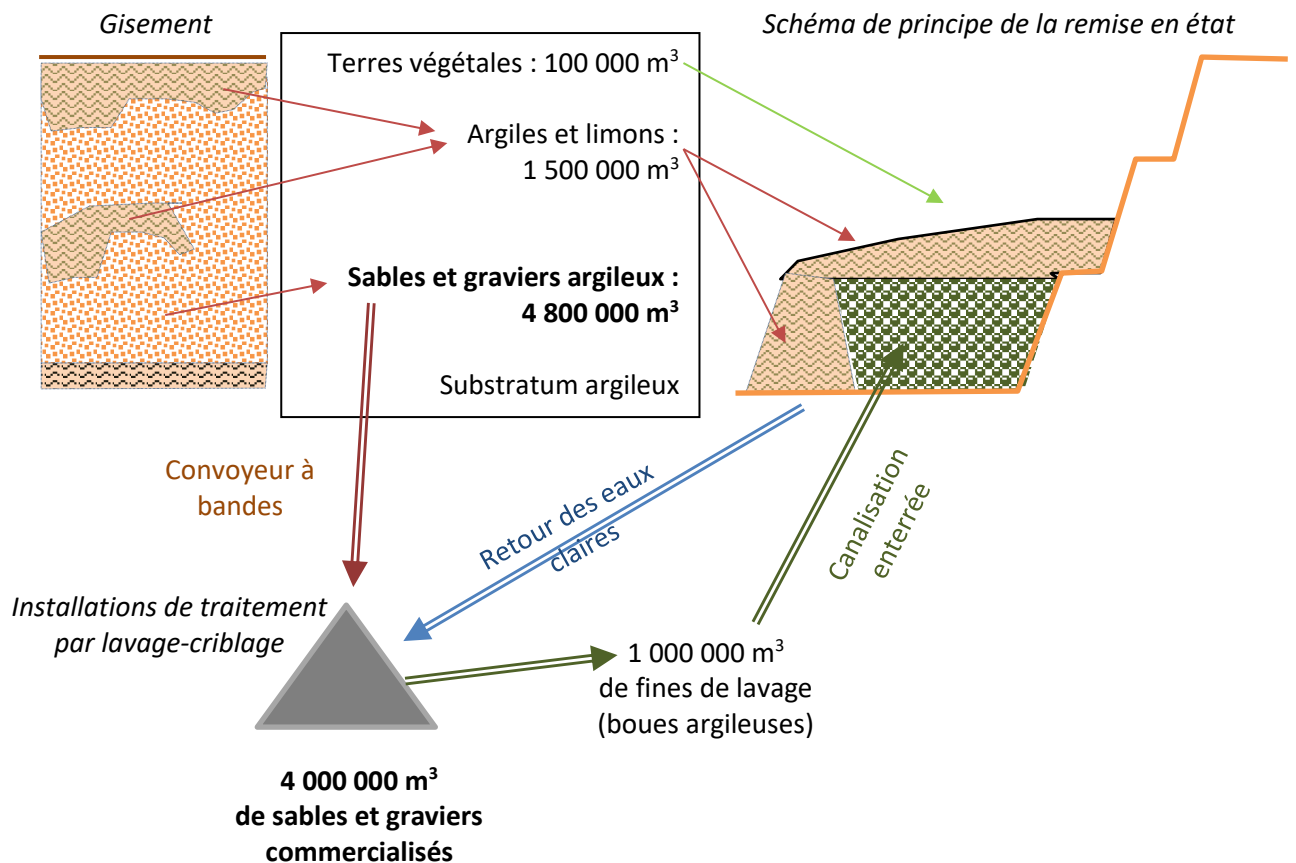 Gisement
Schéma de principe de la remise en état
Terres végétales : 100 000 m³
Argiles et limons :
1 500 000 m³
Sables et graviers argileux :
4 800 000 m³
Substratum argileux
Convoyeur à
bandes
Retour des eaux
claires
Canalisation
enterrée
Installations de traitement
par lavage-criblage
1 000 000 m³
de fines de lavage
(boues argileuses)
4 000 000 m³
de sables et graviers
commercialisés